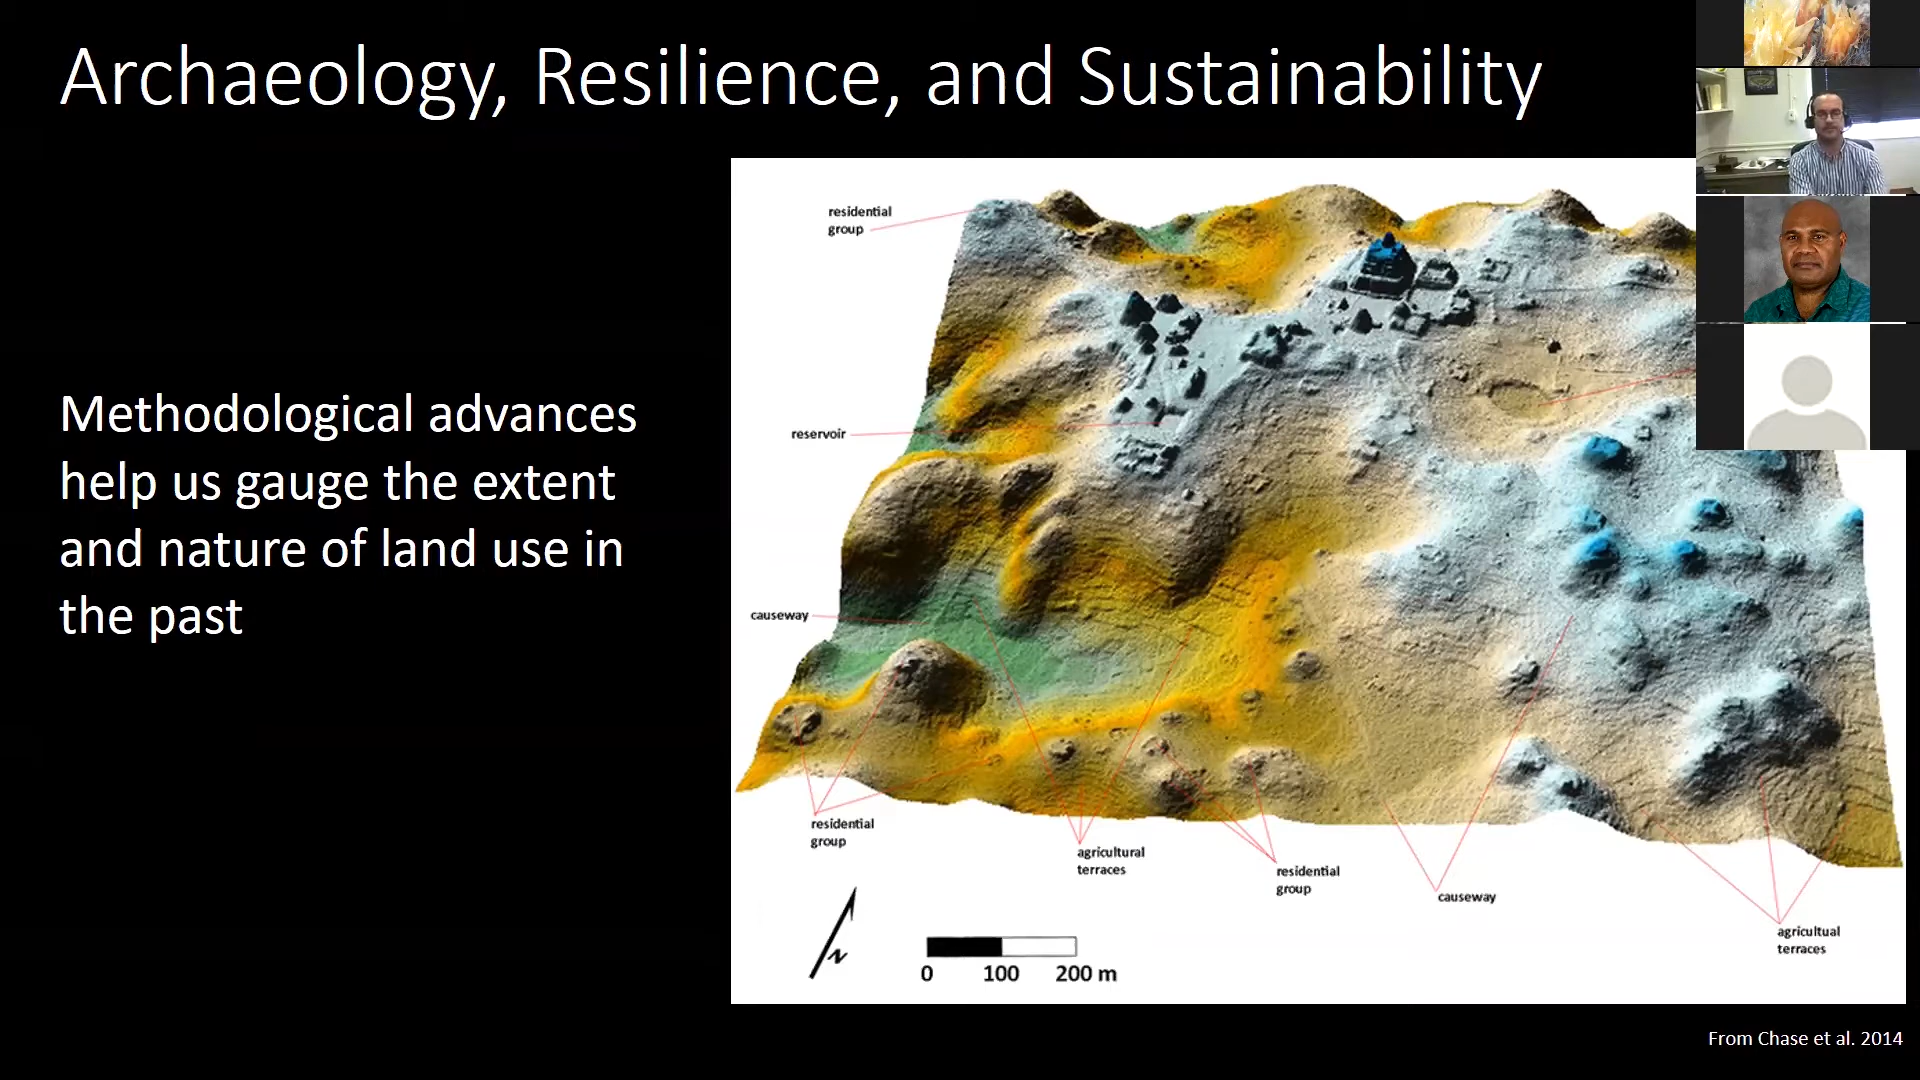 Archaeology, Resilience, and Sustainability
Methodological advances
help us gauge the extent
and nature of land use in
the past
residential
group
reservoir
causeway
residential
group
agricultural
terraces
residential
group
causeway
agricultual
terraces
N
0 100 200 m
From Chase et al. 2014